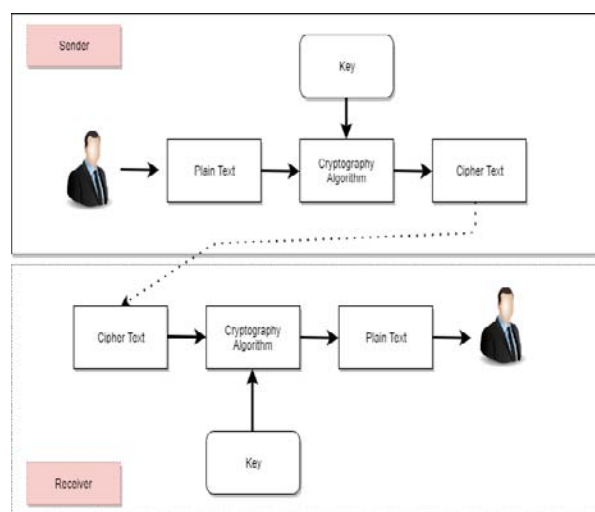 Sender
Key
Plain Text
Cryptography
Algorithm
Cipher Text
Cipher Text
Cryptography
Algorithm
Plain Text
Key
Receiver